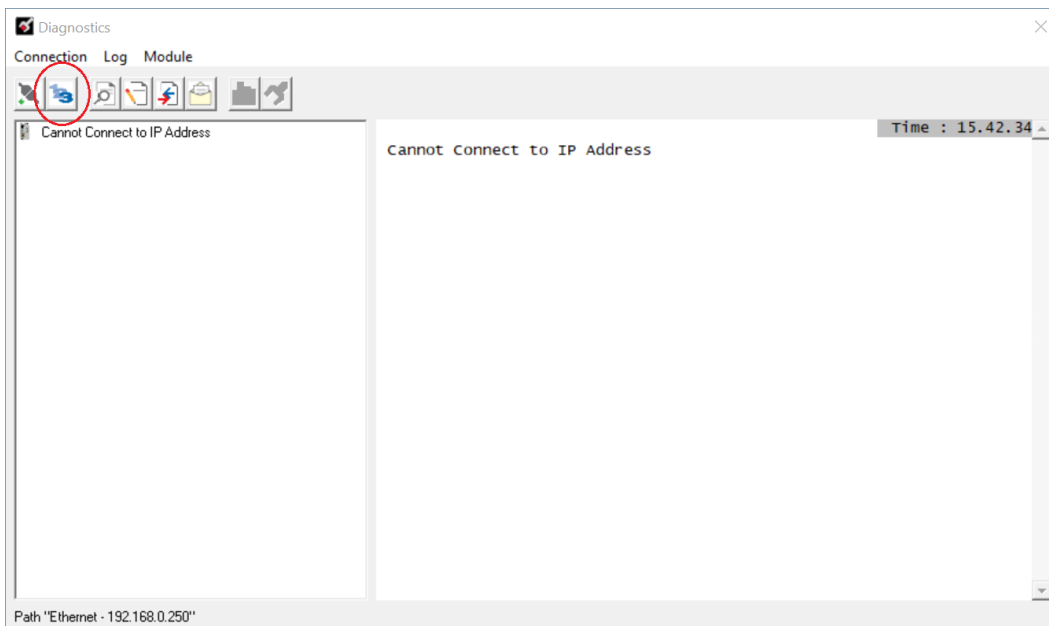 Diagnostics
Connection Log Module
Cannot Connect to IP Address
Time : 15.42.34
Cannot Connect to IP Address
Path "Ethernet - 192.168.0.250"